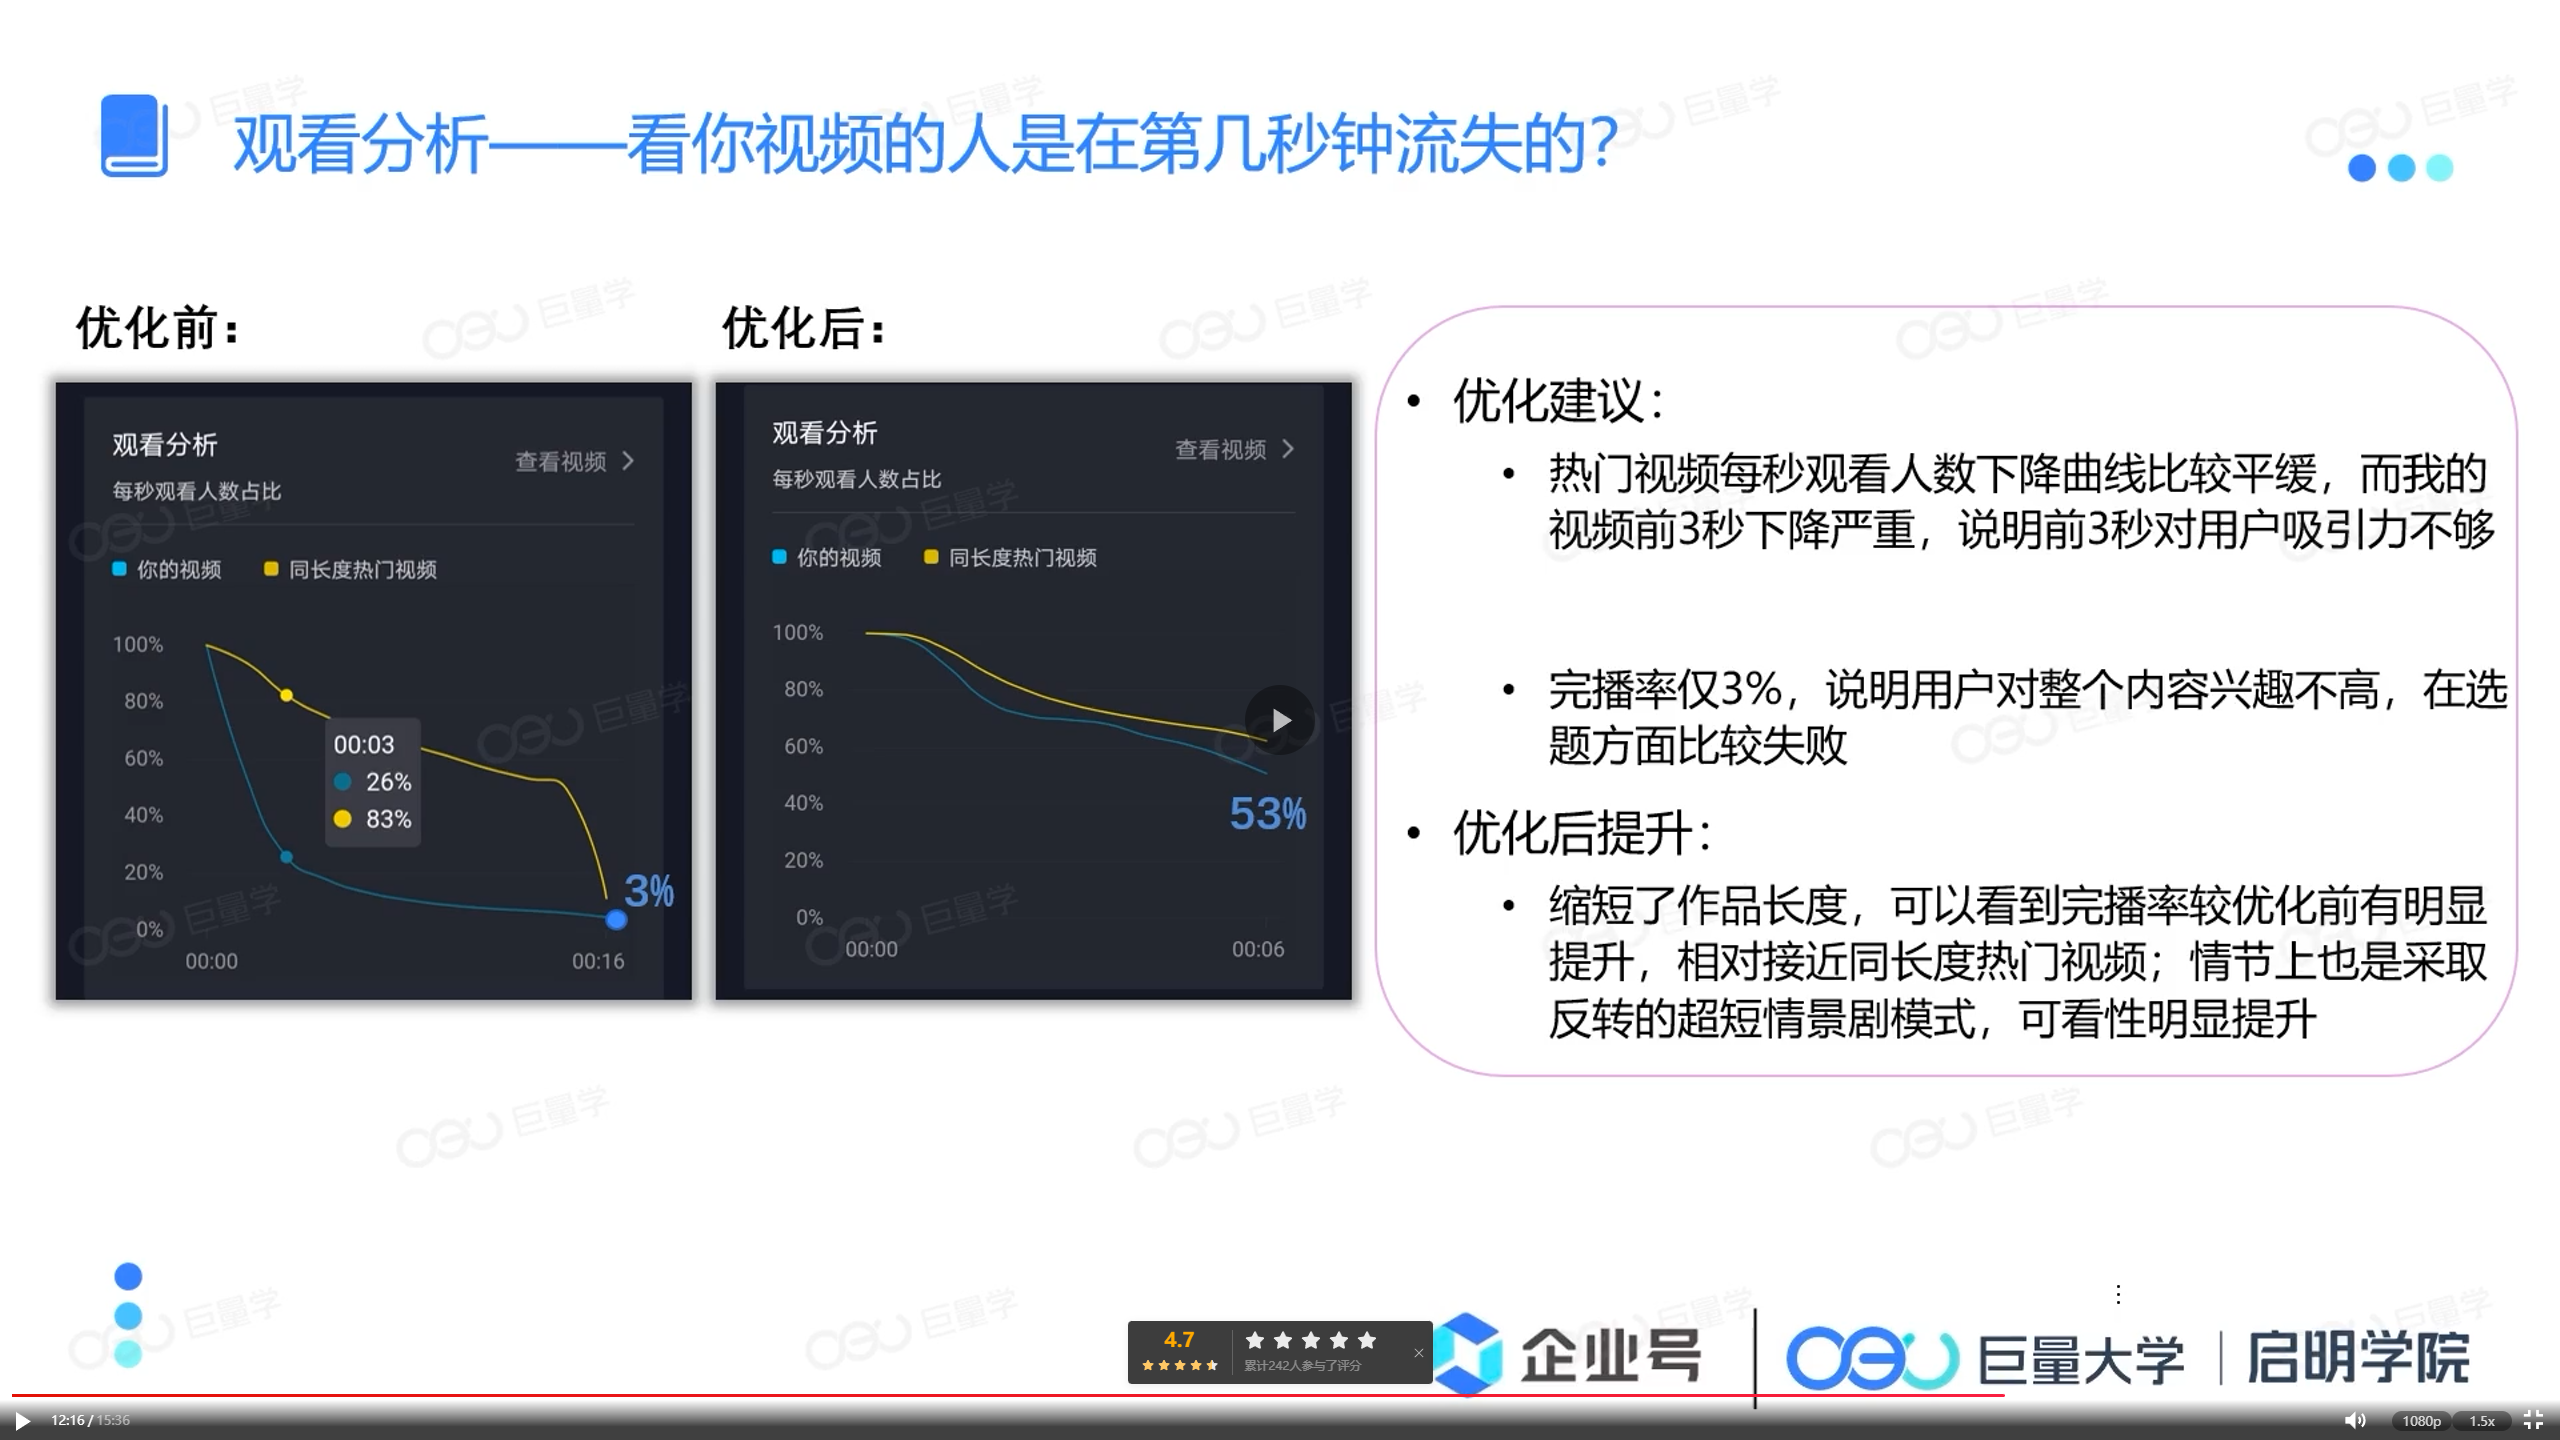 观看分析——看你视频的人是在第几秒钟流失的？
优化前：
观看分析
查看视频
每秒观看人数占比
你的视频
同长度热门视频
100%
80%
60%
40%
20%
0%
00:03
26%
83%
3%
00:00
00:16
优化后：
观看分析
查看视频
每秒观看人数占比
你的视频
同长度热门视频
100%
80%
60%
40%
20%
0%
53%
00:00
00:06
• 优化建议：
• 热门视频每秒观看人数下降曲线比较平缓，而我的
视频前3秒下降严重，说明前3秒对用户吸引力不够
• 完播率仅3%，说明用户对整个内容兴趣不高，在选
题方面比较失败
• 优化后提升：
• 缩短了作品长度，可以看到完播率较优化前有明显
提升，相对接近同长度热门视频；情节上也是采取
反转的超短情景剧模式，可看性明显提升
4.7
累计242人参与了评分
企业号
巨量大学
启明学院
12:16 / 15:36
1080p
1.5x
巨量学